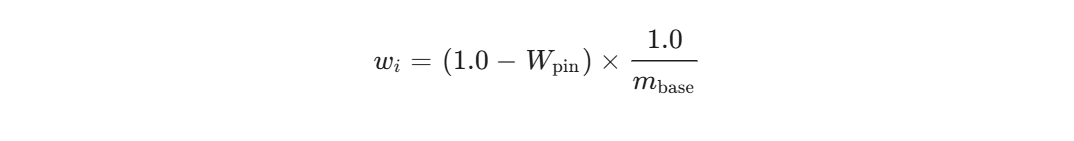 w_i = (1.0 − W_pin) × 1.0 / m_base